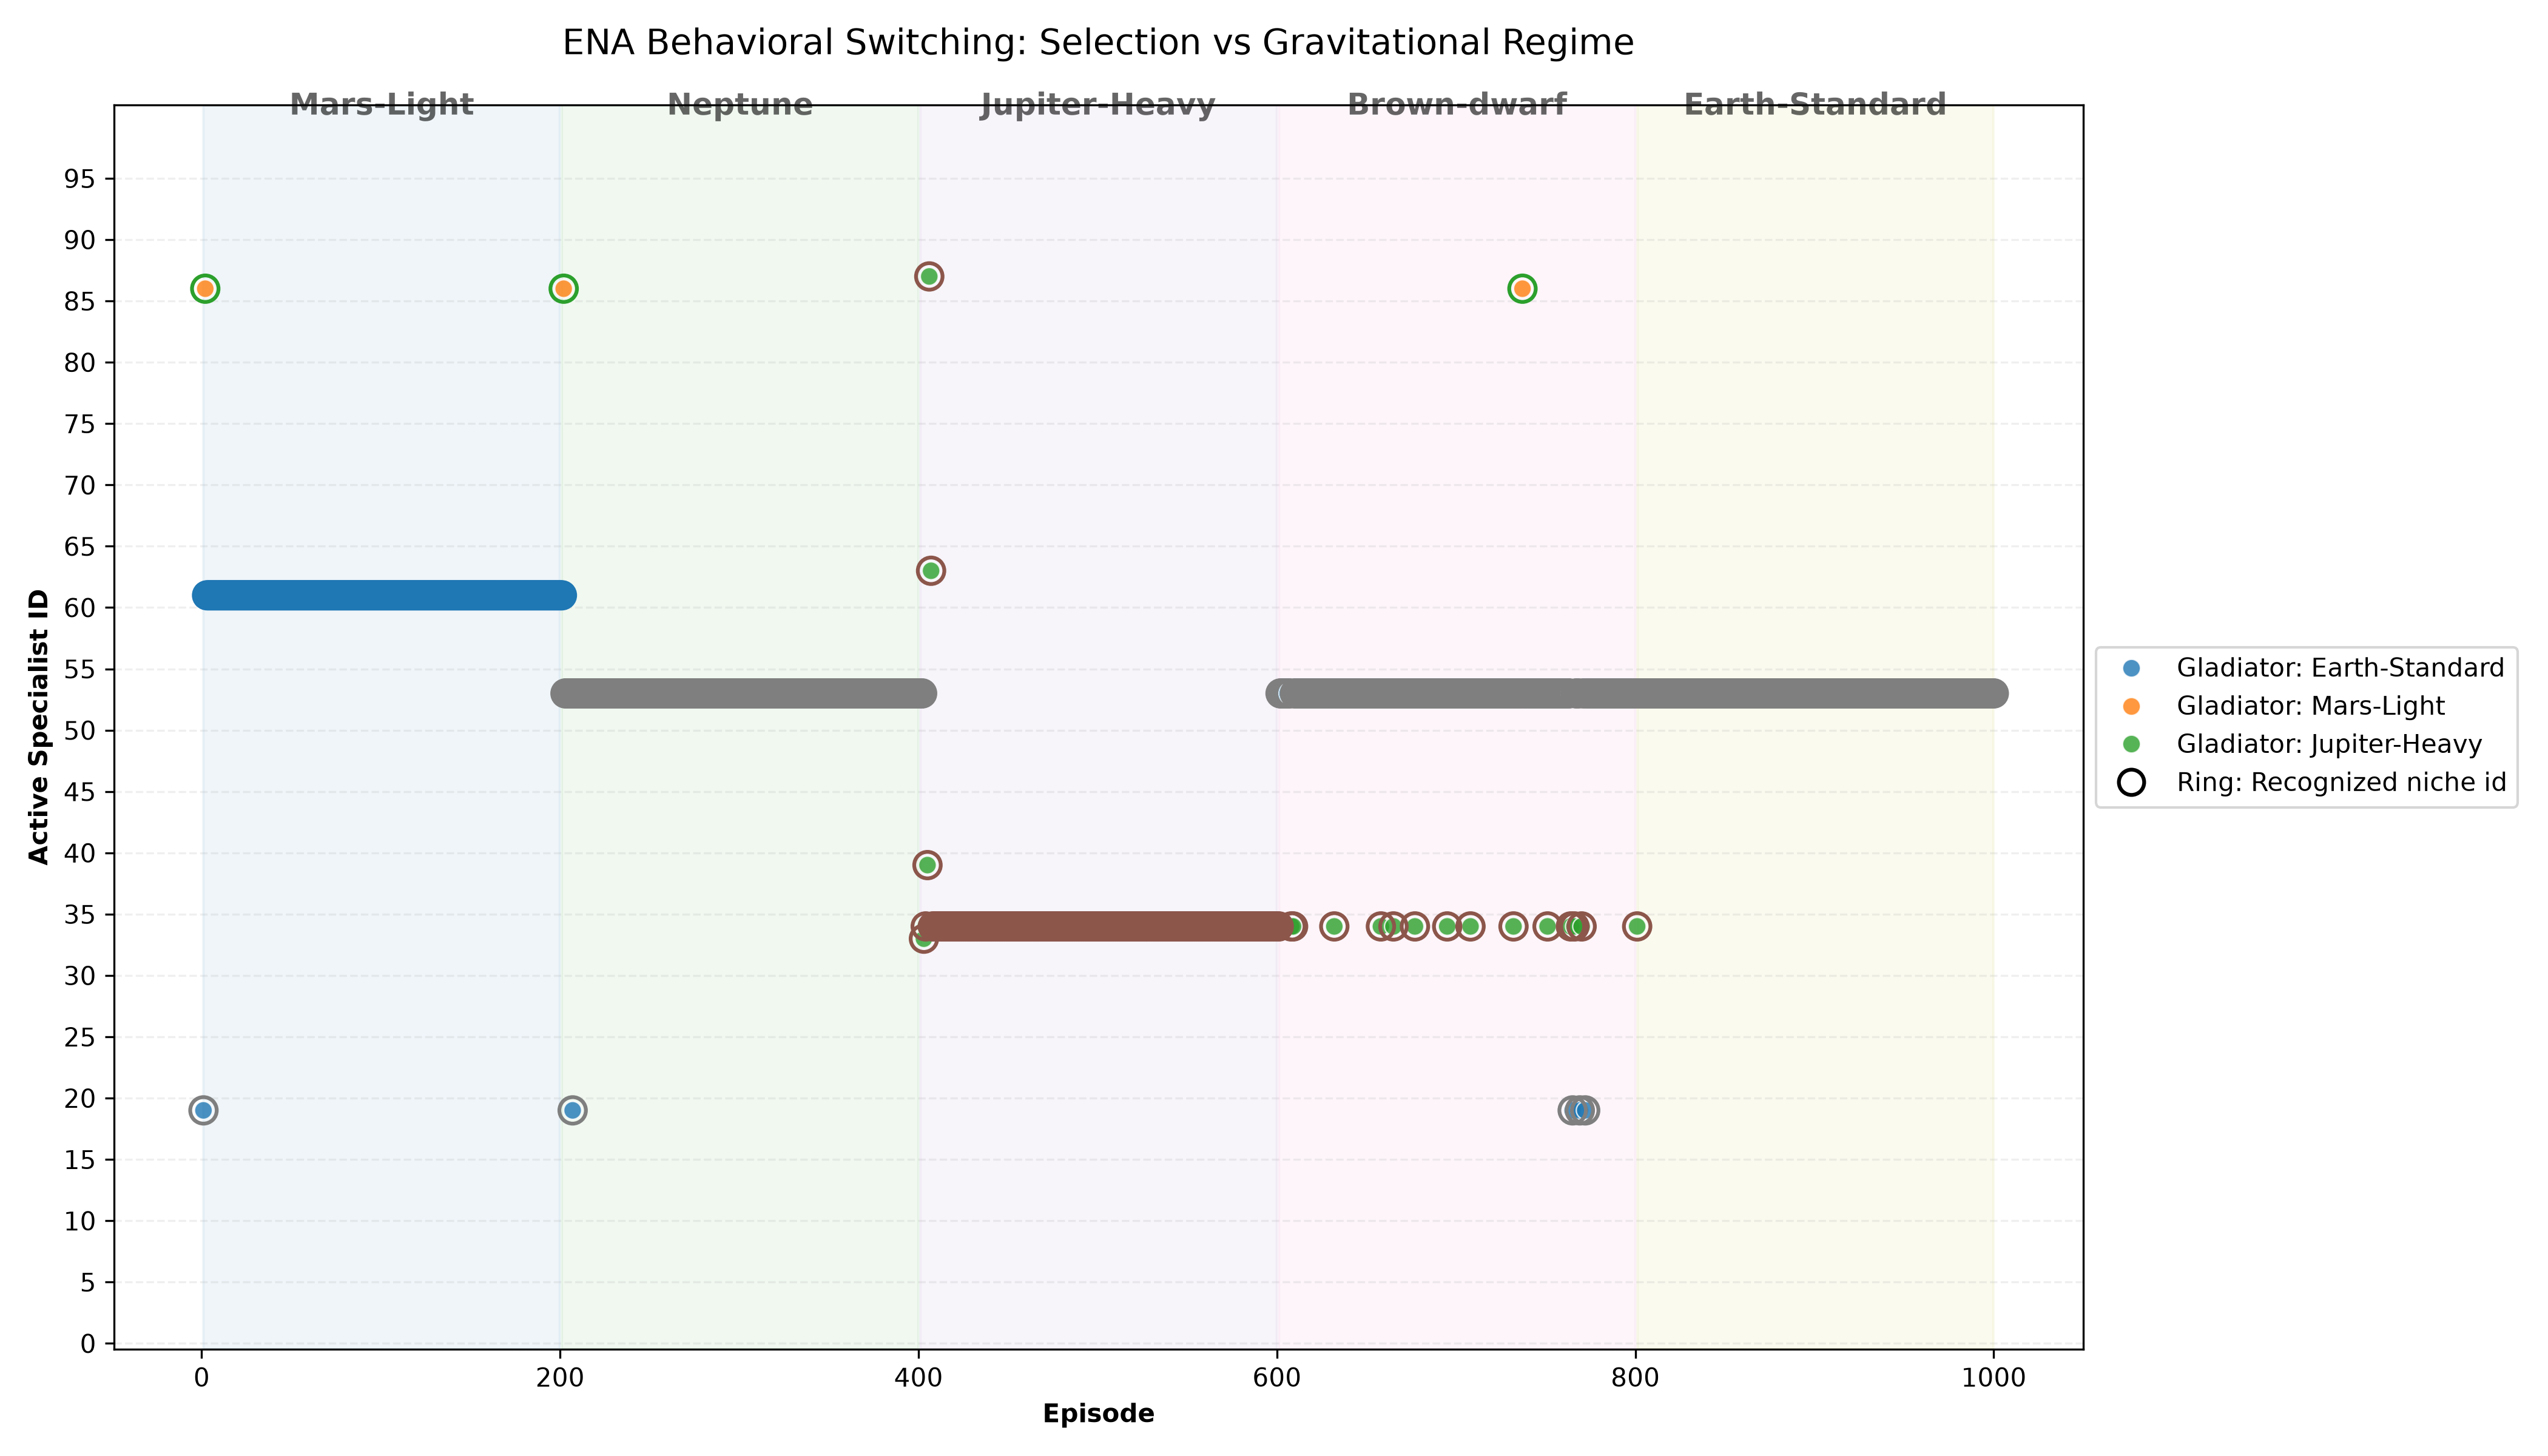 ENA Behavioral Switching: Selection vs Gravitational Regime
Mars-Light Neptune Jupiter-Heavy Brown-dwarf Earth-Standard
95
90
85
80
75
70
65
60
55
50
45
40
35
30
25
20
15
10
5
0
Active Specialist ID
0 200 400 600 800 1000
Episode
Gladiator: Earth-Standard
Gladiator: Mars-Light
Gladiator: Jupiter-Heavy
Ring: Recognized niche id